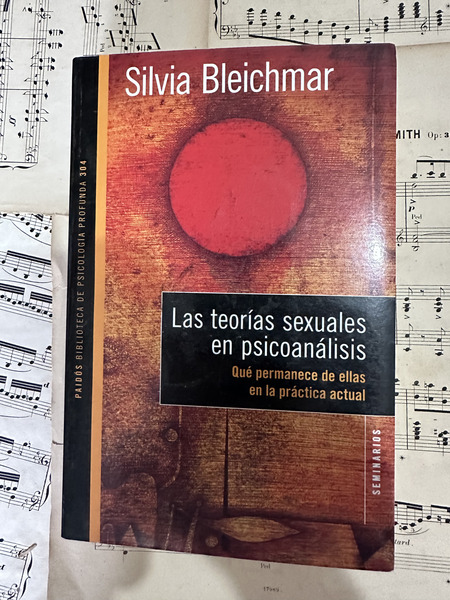 Silvia Bleichmar
PAIDÓS BIBLIOTECA DE PSICOLOGÍA PROFUNDA 304
Las teorías sexuales
en psicoanálisis
Qué permanece de ellas
en la práctica actual
SEMINARIOS
MITH Op: 3